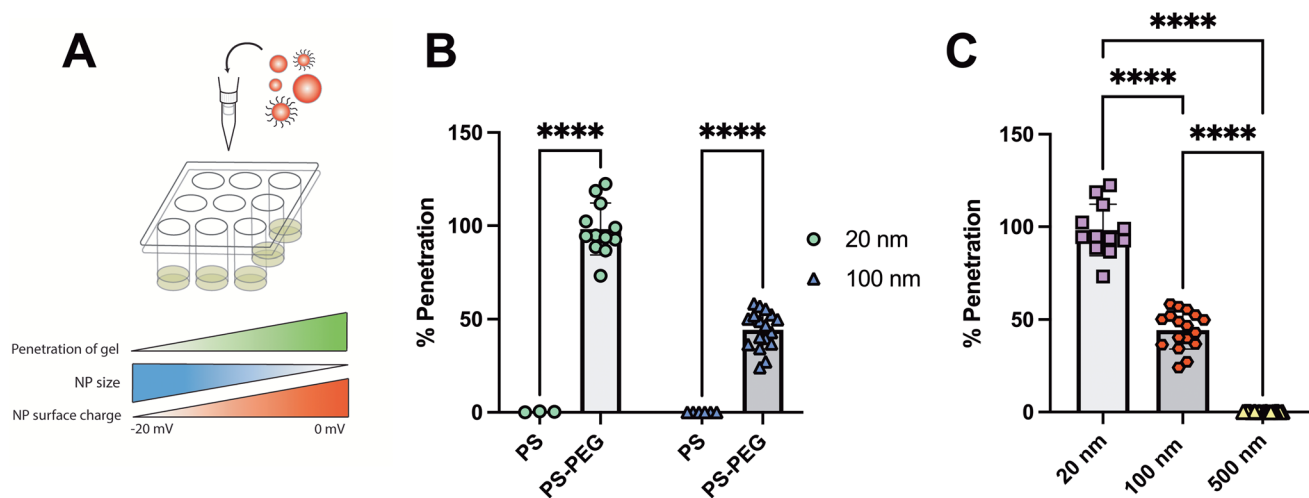 A
Penetration of gel
NP size
NP surface charge
-20 mV
0 mV
B
****
****
150
100
50
0
% Penetration
PS
PS-PEG
PS
PS-PEG
20 nm
100 nm
C
****
****
****
150
100
50
0
% Penetration
20 nm
100 nm
500 nm